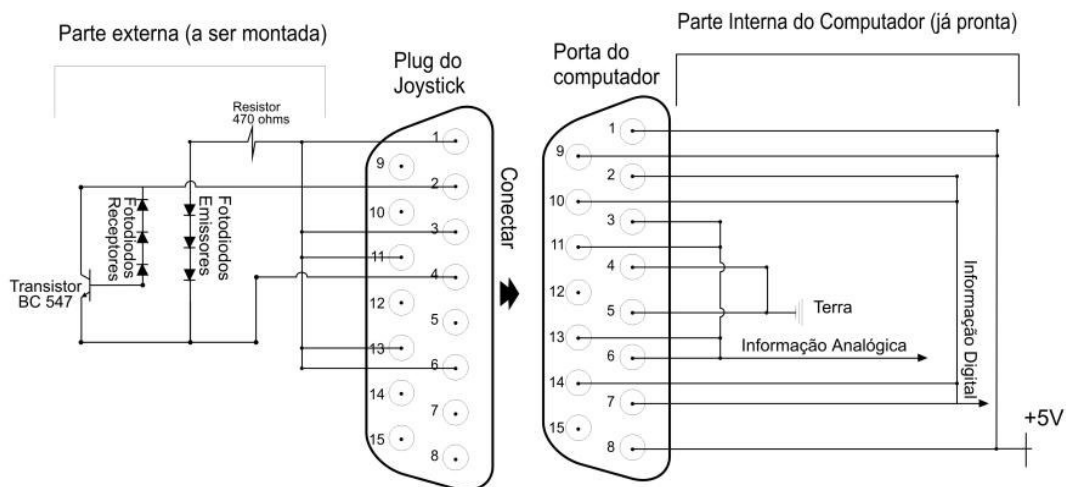 Parte externa (a ser montada)
Parte Interna do Computador (já pronta)
Plug do
Joystick
Porta do
computador
Resistor
470 ohms
Fotodiodos
Receptores
Fotodiodos
Emissores
Transistor
BC 547
1
9
2
10
3
11
4
12
5
13
6
14
7
15
8
Conectar
1
9
2
10
3
11
4
12
5
13
6
14
7
15
8
Terra
Informação Analógica
Informação Digital
+5V